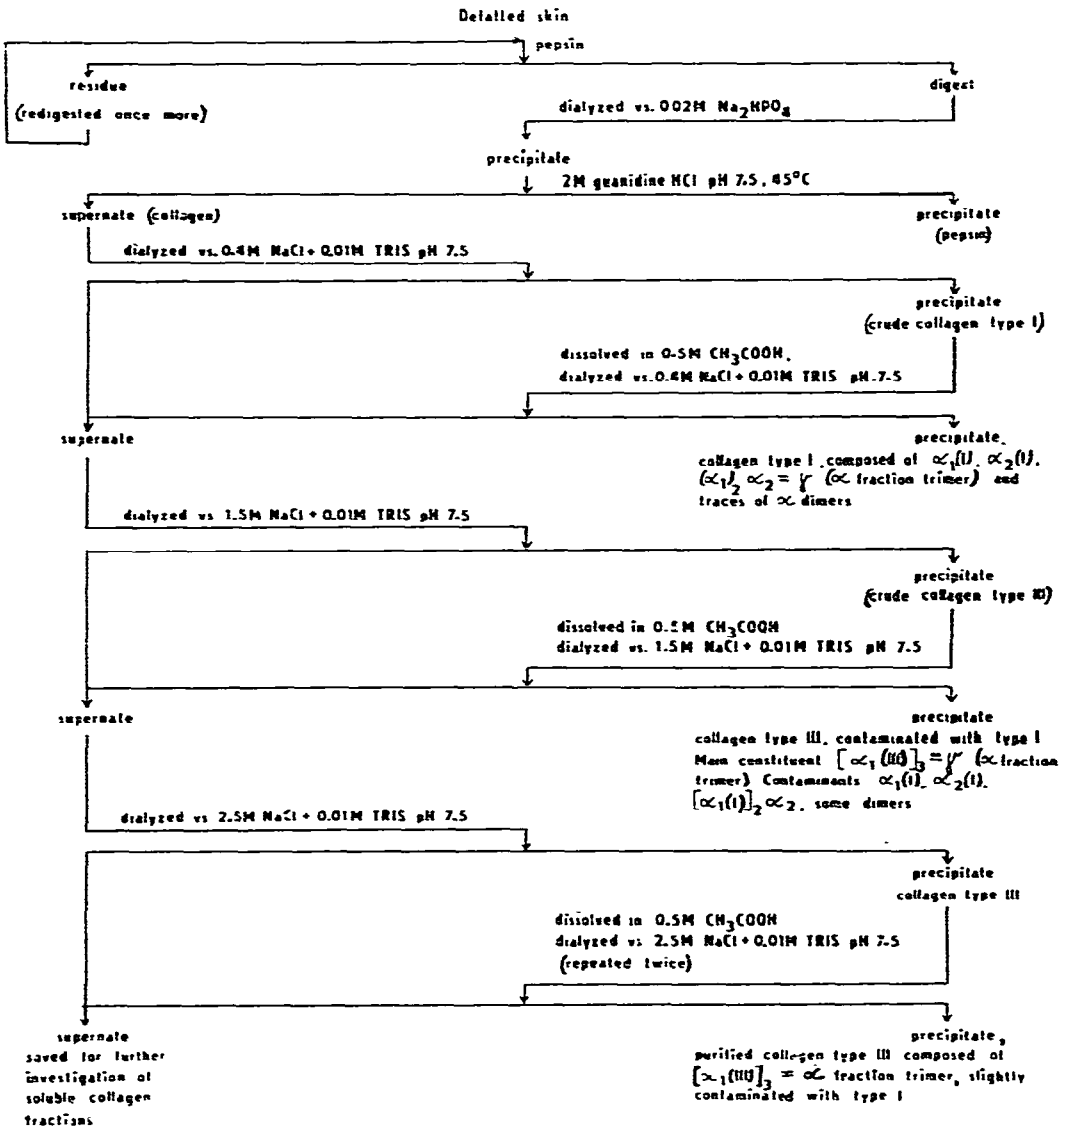 Defatted skin
pepsin
residue
(redigested once more)
digest
dialyzed vs. 0.02M Na₂HPO₄
precipitate
2M guanidine HCl pH 7.5, 45°C
supernate (collagen)
precipitate
(pepsin)
dialyzed vs. 0.4M NaCl + 0.01M TRIS pH 7.5
precipitate
(crude collagen type I)
dissolved in 0.5M CH₃COOH,
dialyzed vs. 0.4M NaCl + 0.01M TRIS pH 7.5
supernate
precipitate,
collagen type I composed of α₁(I), α₂(I),
(α₁)₂ α₂ = γ (α fraction trimer) and
traces of α dimers
dialyzed vs 1.5M NaCl + 0.01M TRIS pH 7.5
precipitate
(crude collagen type III)
dissolved in 0.5M CH₃COOH
dialyzed vs. 1.5M NaCl + 0.01M TRIS pH 7.5
supernate
precipitate
collagen type III, contaminated with type I
Main constituent [α₁(III)]₃ = γ (α fraction
trimer) Contaminants α₁(I), α₂(I),
[α₁(I)]₂ α₂, some dimers
dialyzed vs 2.5M NaCl + 0.01M TRIS pH 7.5
precipitate
collagen type III
dissolved in 0.5M CH₃COOH
dialyzed vs 2.5M NaCl + 0.01M TRIS pH 7.5
(repeated twice)
supernate
saved for further
investigation of
soluble collagen
fractions
precipitate,
purified collagen type III composed of
[α₁(III)]₃ = α fraction trimer, slightly
contaminated with type I